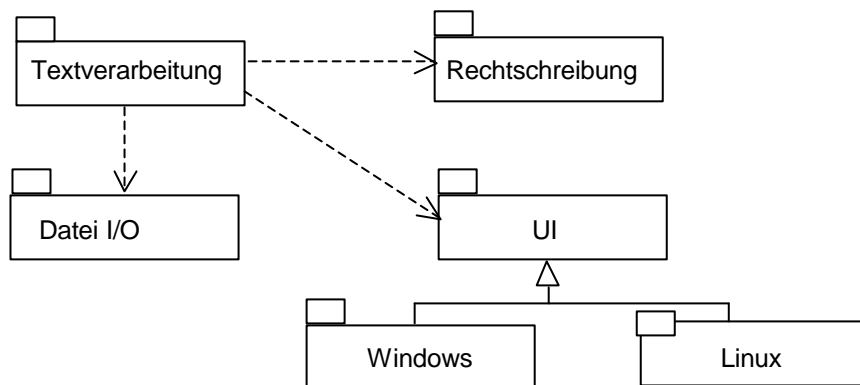 Textverarbeitung
Rechtschreibung
Datei I/O
UI
Windows
Linux